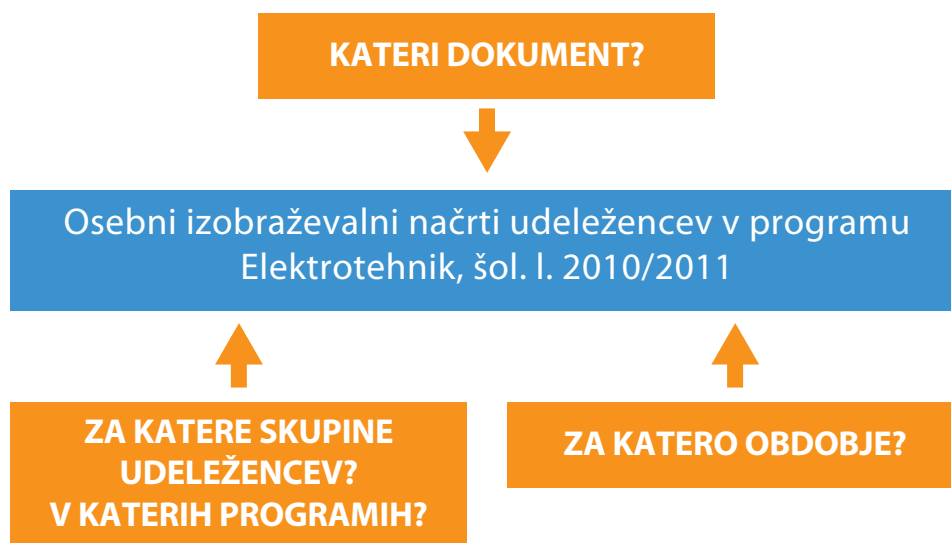 KATERI DOKUMENT?
Osebni izobraževalni načrti udeležencev v programu
Elektrotehnik, šol. l. 2010/2011
ZA KATERE SKUPINE
UDELEŽENCEV?
V KATERIH PROGRAMIH?
ZA KATERO OBDOBJE?